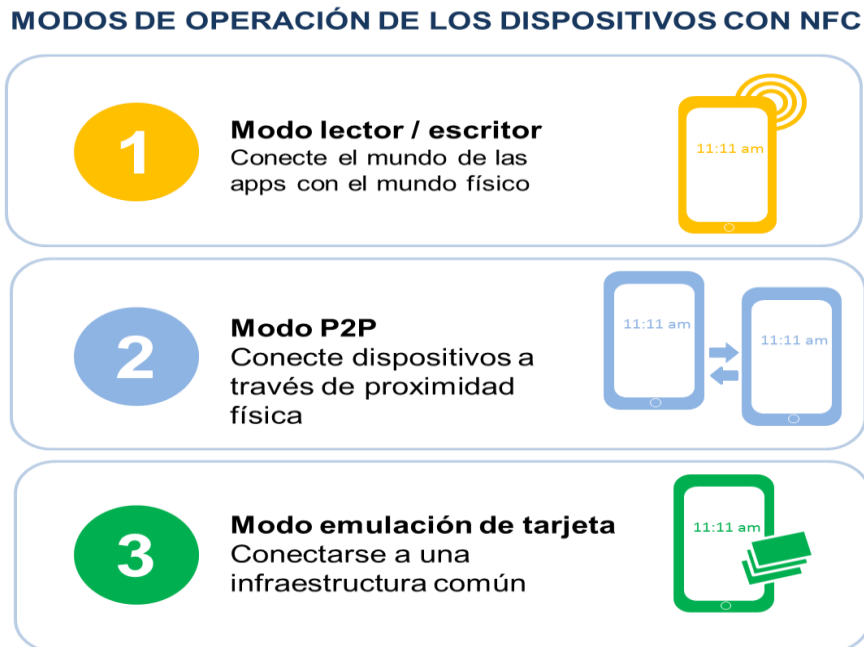 MODOS DE OPERACIÓN DE LOS DISPOSITIVOS CON NFC
1
Modo lector / escritor
Conecte el mundo de las
apps con el mundo físico
11:11 am
2
Modo P2P
Conecte dispositivos a
través de proximidad
física
11:11 am
11:11 am
3
Modo emulación de tarjeta
Conectarse a una
infraestructura común
11:11 am